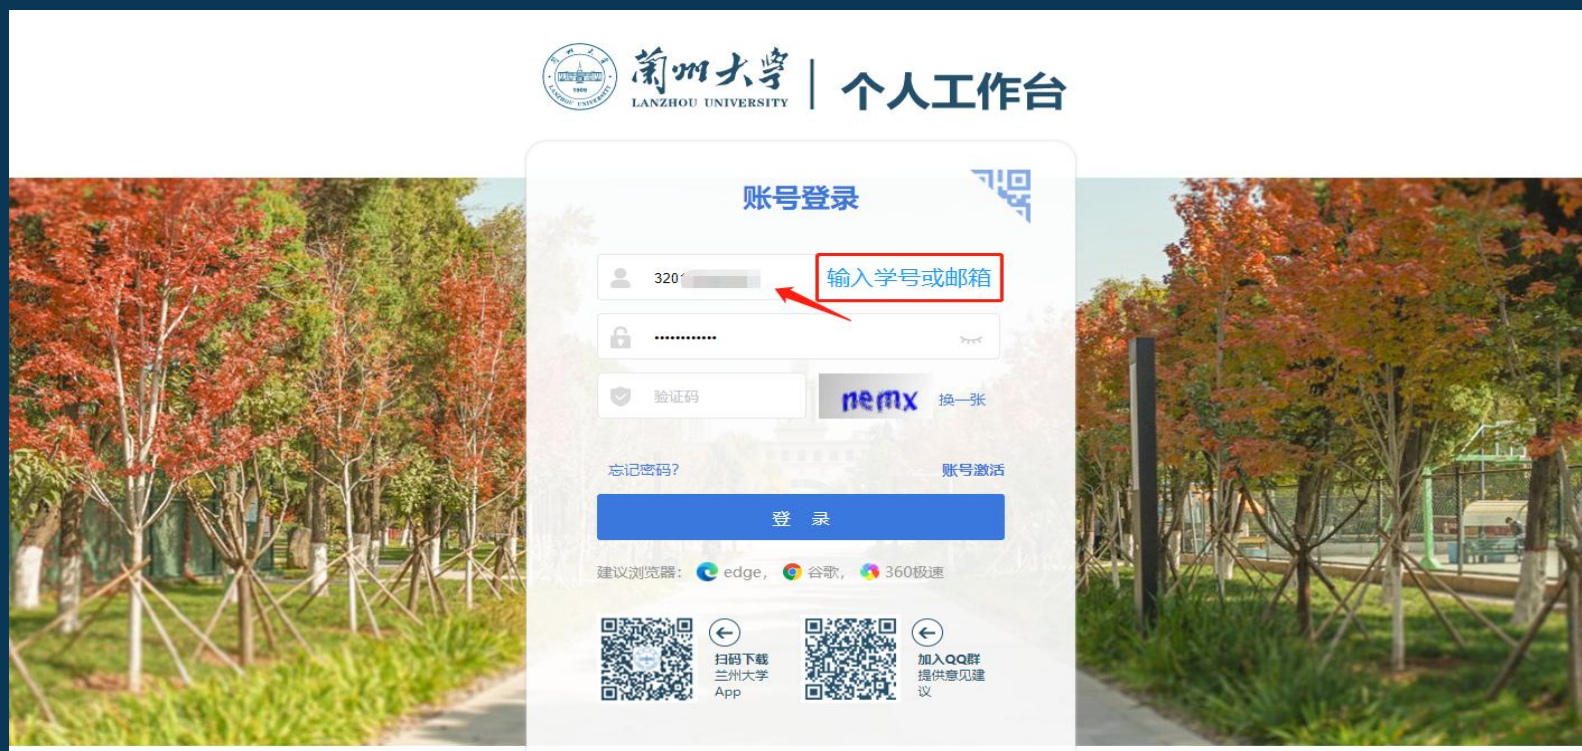 蘭州大學
LANZHOU UNIVERSITY
个人工作台
账号登录
3201
输入学号或邮箱
••••••••••••
验证码
nemx
换一张
忘记密码?
账号激活
登 录
建议浏览器: edge, 谷歌, 360极速
扫码下载
兰州大学
App
加入QQ群
提供意见建
议